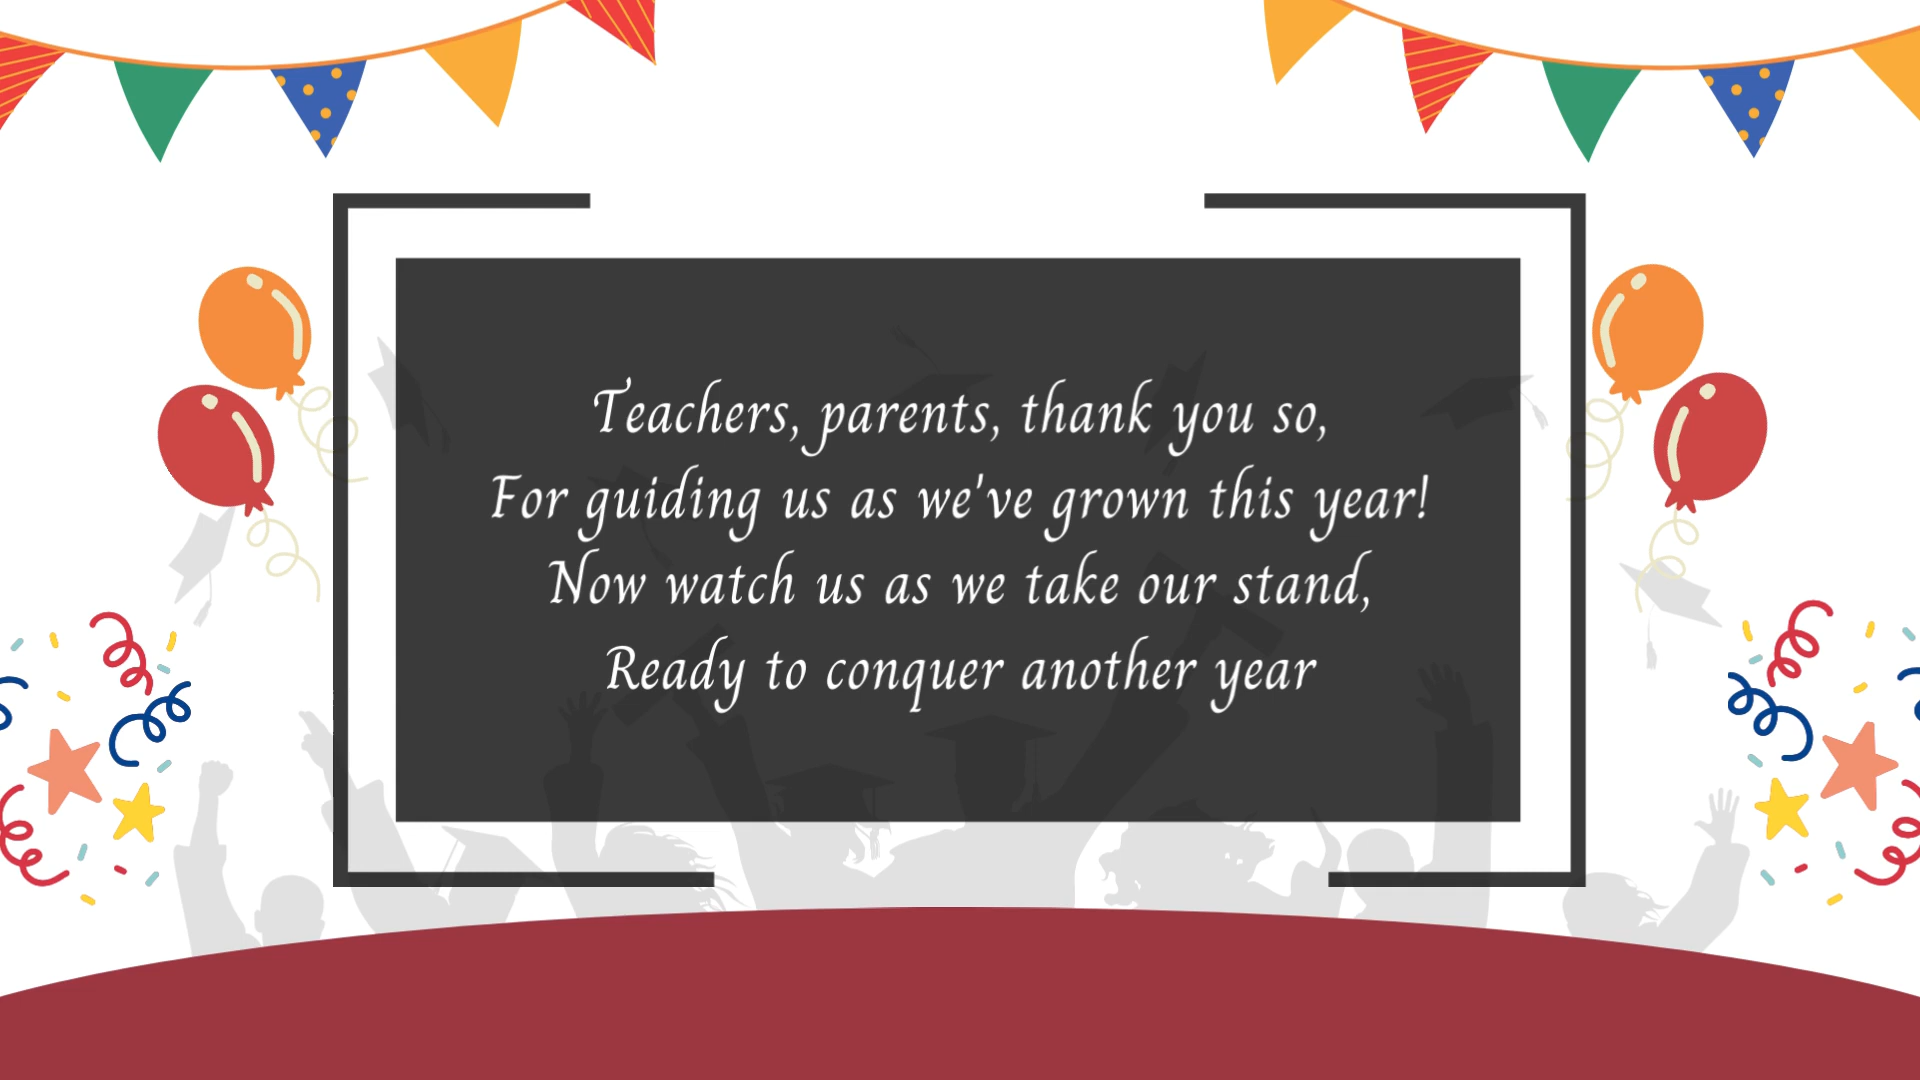 Teachers, parents, thank you so,
For guiding us as we've grown this year!
Now watch us as we take our stand,
Ready to conquer another year